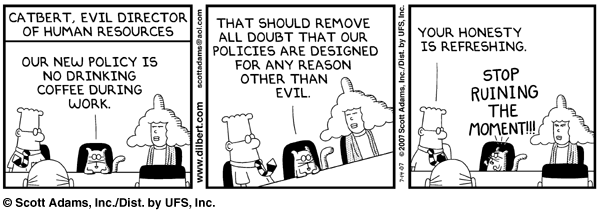 CATBERT, EVIL DIRECTOR
OF HUMAN RESOURCES
OUR NEW POLICY IS
NO DRINKING
COFFEE DURING
WORK.
www.dilbert.com
scottadams@aol.com
THAT SHOULD REMOVE
ALL DOUBT THAT OUR
POLICIES ARE DESIGNED
FOR ANY REASON
OTHER THAN
EVIL.
7-14-07
©2007 Scott Adams, Inc./Dist. by UFS, Inc.
YOUR HONESTY
IS REFRESHING.
STOP
RUINING
THE
MOMENT!!!
© Scott Adams, Inc./Dist. by UFS, Inc.